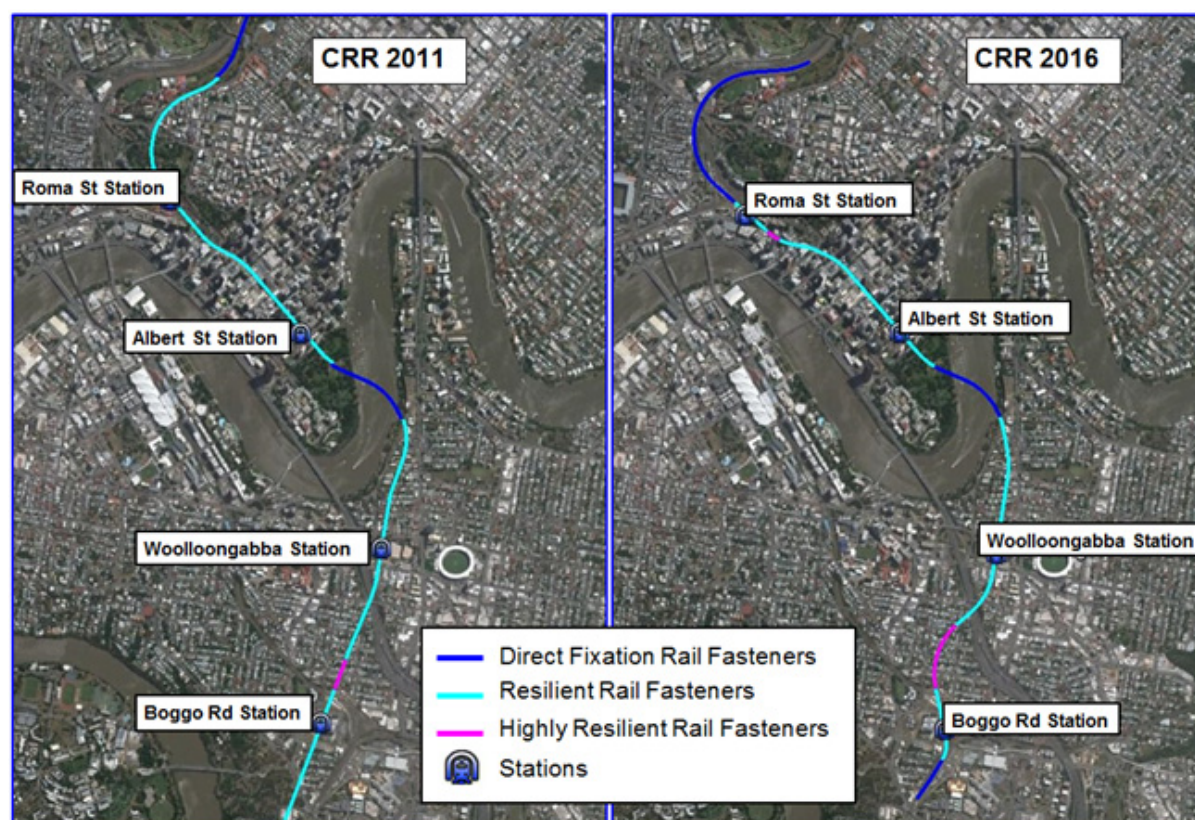 CRR 2011
Roma St Station
Albert St Station
Woolloongabba Station
Boggo Rd Station
CRR 2016
Roma St Station
Albert St Station
Woolloongabba Station
Boggo Rd Station
Direct Fixation Rail Fasteners
Resilient Rail Fasteners
Highly Resilient Rail Fasteners
Stations